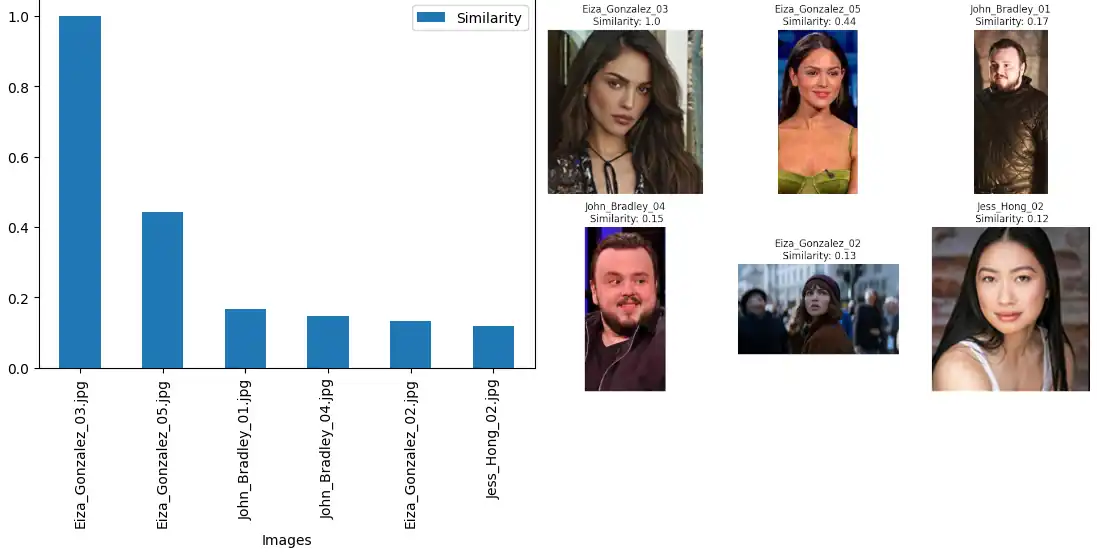 1.0
0.8
0.6
0.4
0.2
0.0
Similarity
Eiza_Gonzalez_03.jpg
Eiza_Gonzalez_05.jpg
John_Bradley_01.jpg
John_Bradley_04.jpg
Eiza_Gonzalez_02.jpg
Jess_Hong_02.jpg
Images
Eiza_Gonzalez_03
Similarity: 1.0
Eiza_Gonzalez_05
Similarity: 0.44
John_Bradley_01
Similarity: 0.17
John_Bradley_04
Similarity: 0.15
Eiza_Gonzalez_02
Similarity: 0.13
Jess_Hong_02
Similarity: 0.12